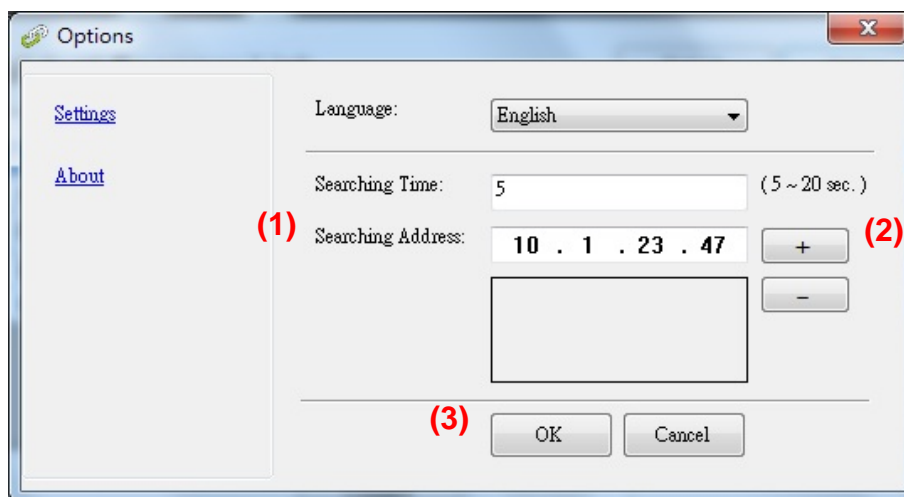 Options
x
Settings
About
Language:
English
Searching Time:
5
( 5 ~ 20 sec. )
(1)
Searching Address:
10 . 1 . 23 . 47
+
(2)
-
(3)
OK
Cancel